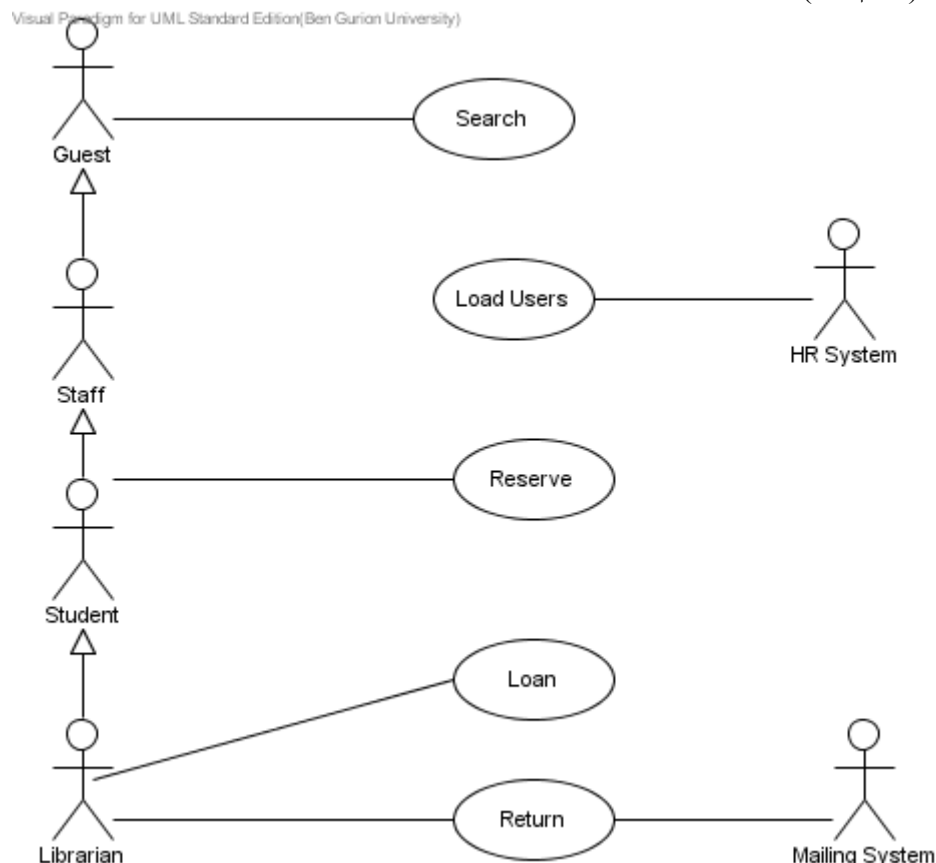 Visual Paradigm for UML Standard Edition(Ben Gurion University)
Search
Guest
Load Users
HR System
Staff
Reserve
Student
Loan
Return
Librarian
Mailing System